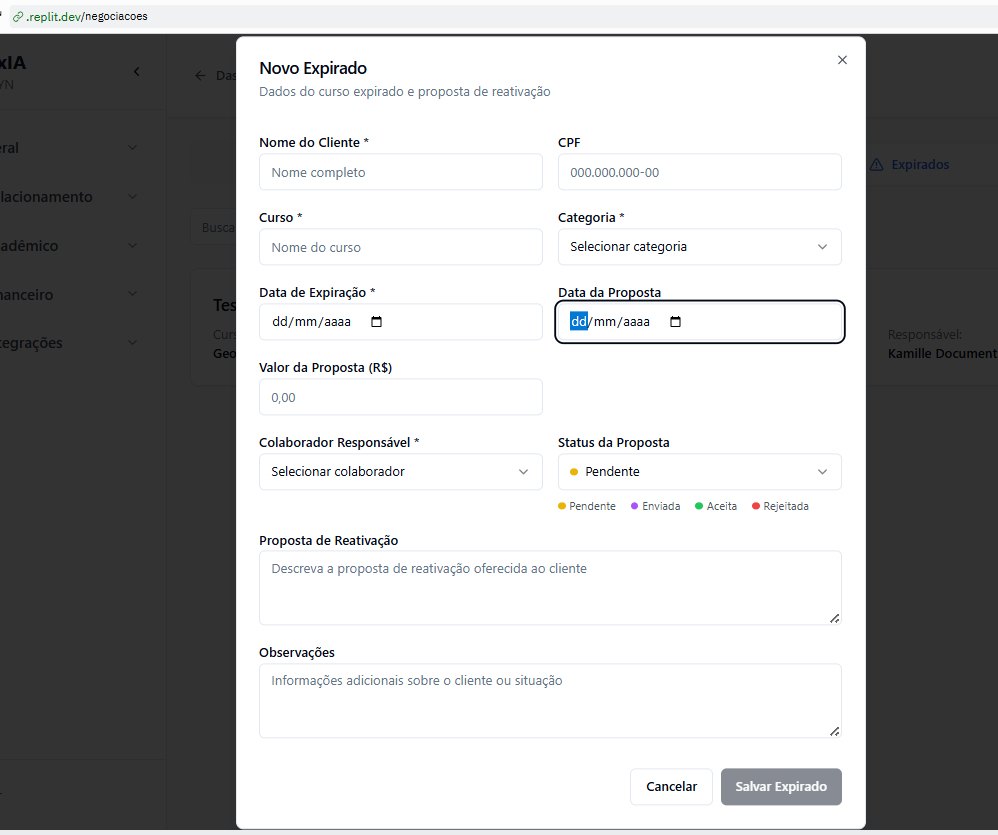 .replit.dev/negociacoes
xIA
YN
Das
eral
lacionamento
adêmico
nanceiro
tegrações
Expirados
Busca
Tes
Curs
Geo
Responsável:
Kamille Document
Novo Expirado
Dados do curso expirado e proposta de reativação
Nome do Cliente *
CPF
Nome completo
000.000.000-00
Curso *
Categoria *
Nome do curso
Selecionar categoria
Data de Expiração *
Data da Proposta
dd/mm/aaaa
dd/mm/aaaa
Valor da Proposta (R$)
0,00
Colaborador Responsável *
Status da Proposta
Selecionar colaborador
Pendente
Pendente Enviada Aceita Rejeitada
Proposta de Reativação
Descreva a proposta de reativação oferecida ao cliente
Observações
Informações adicionais sobre o cliente ou situação
Cancelar
Salvar Expirado